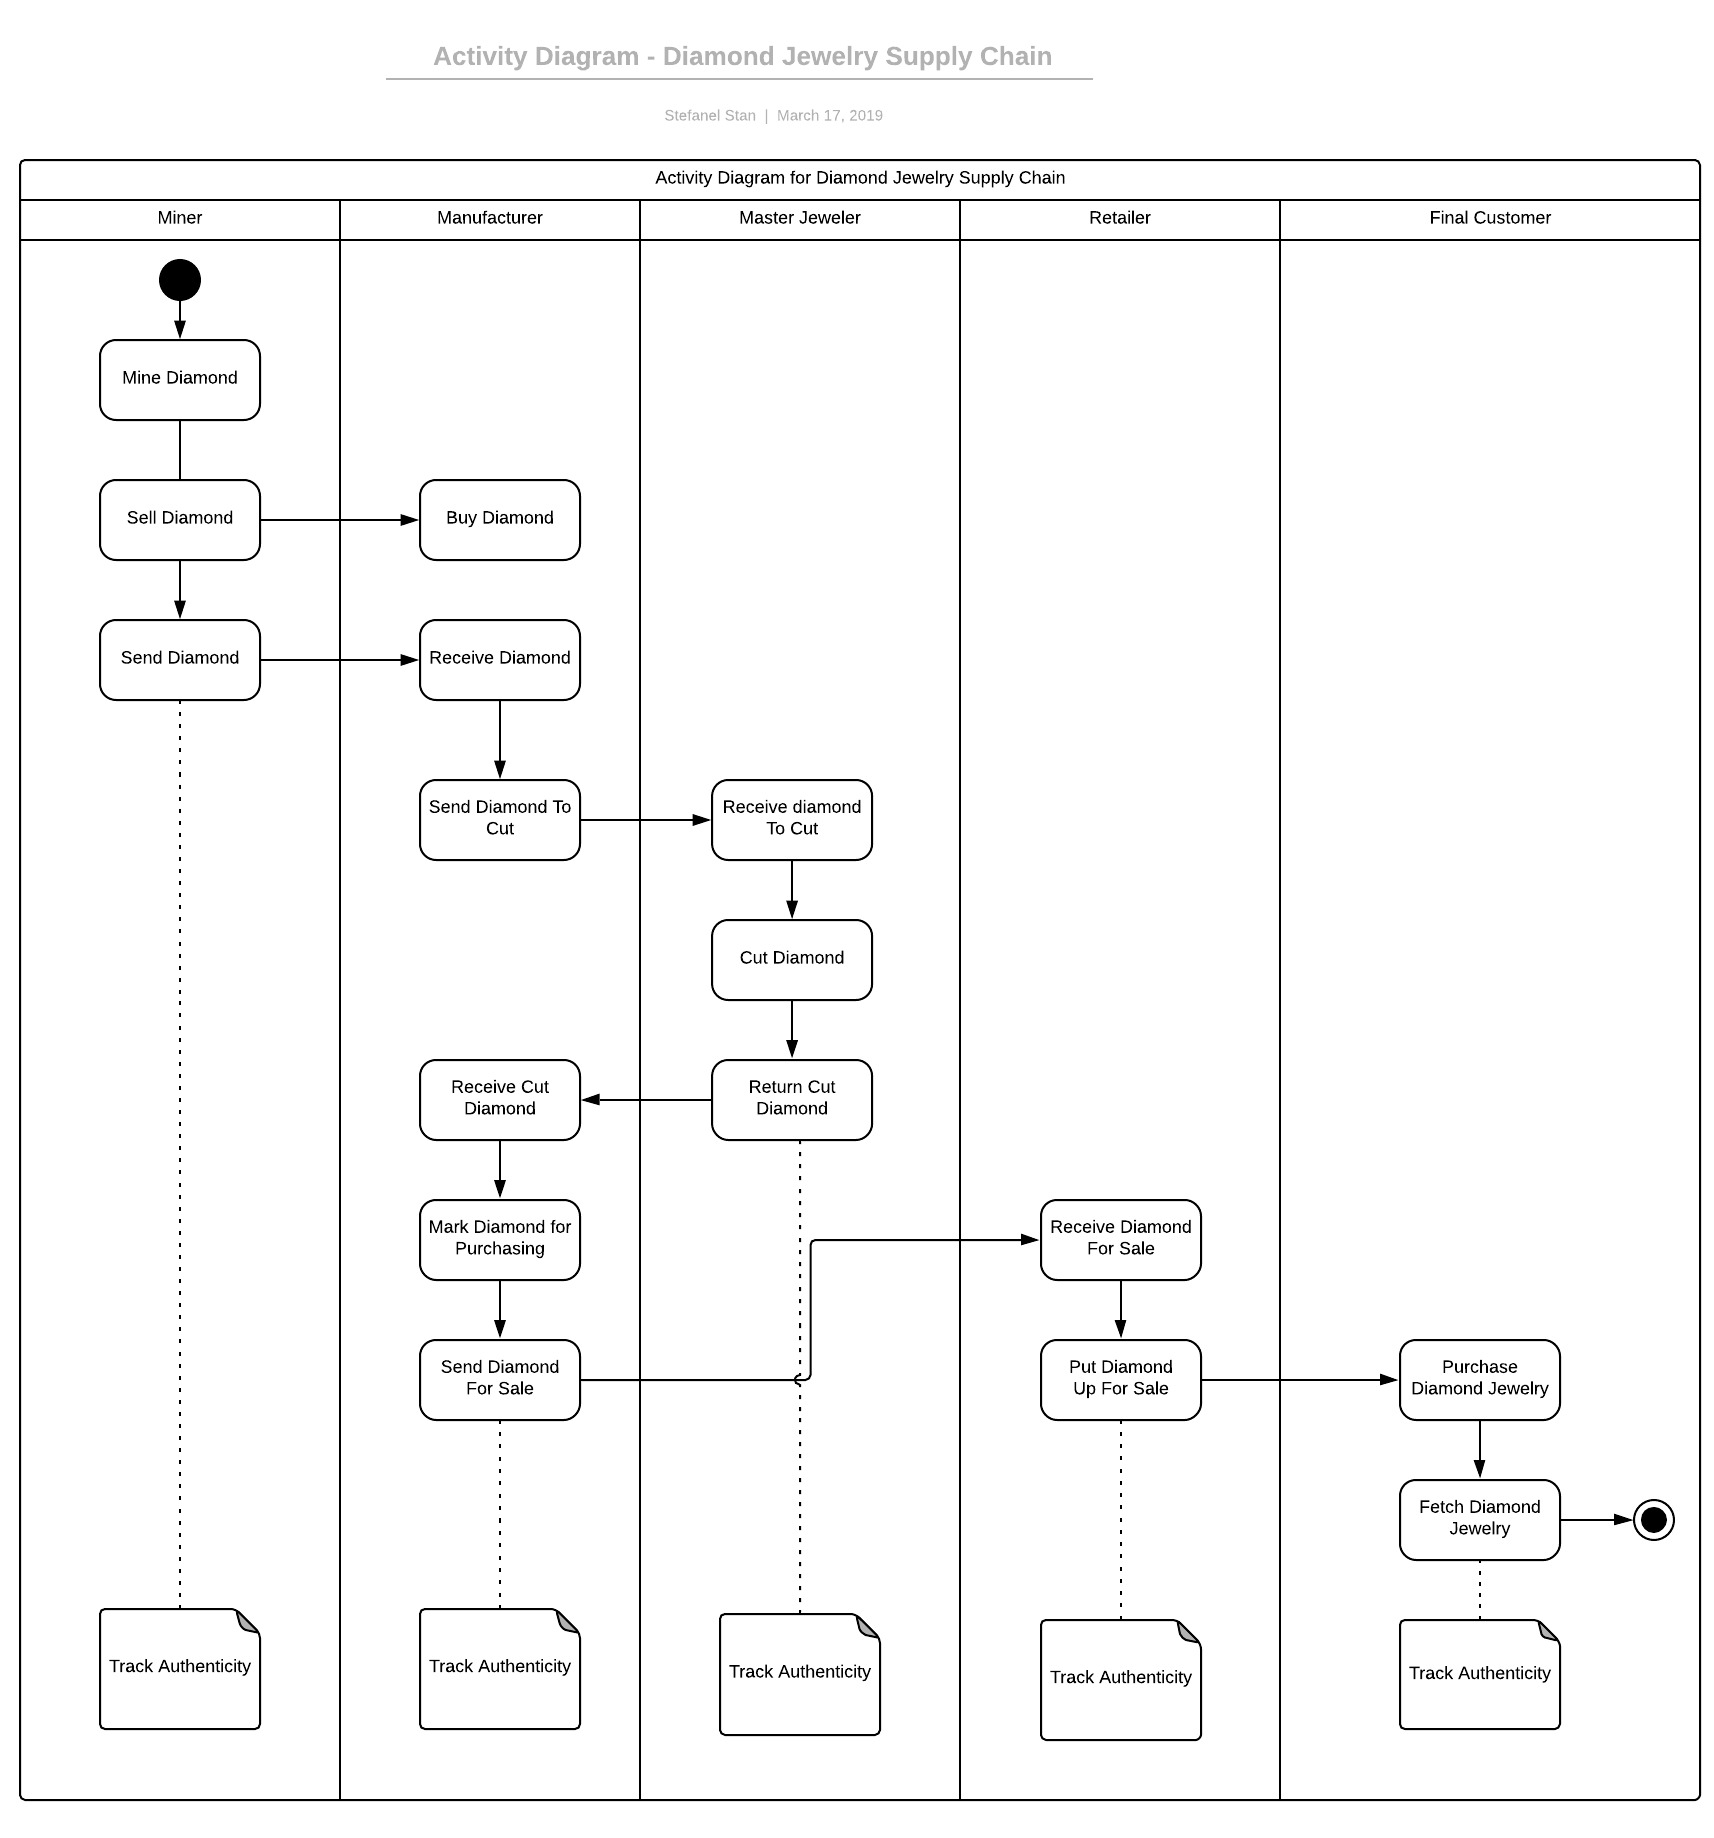 Activity Diagram - Diamond Jewelry Supply Chain
Stefanel Stan | March 17, 2019
Activity Diagram for Diamond Jewelry Supply Chain
Miner
Manufacturer
Master Jeweler
Retailer
Final Customer
Mine Diamond
Sell Diamond
Buy Diamond
Send Diamond
Receive Diamond
Send Diamond To
Cut
Receive diamond
To Cut
Cut Diamond
Receive Cut
Diamond
Return Cut
Diamond
Mark Diamond for
Purchasing
Receive Diamond
For Sale
Send Diamond
For Sale
Put Diamond
Up For Sale
Purchase
Diamond Jewelry
Fetch Diamond
Jewelry
Track Authenticity
Track Authenticity
Track Authenticity
Track Authenticity
Track Authenticity